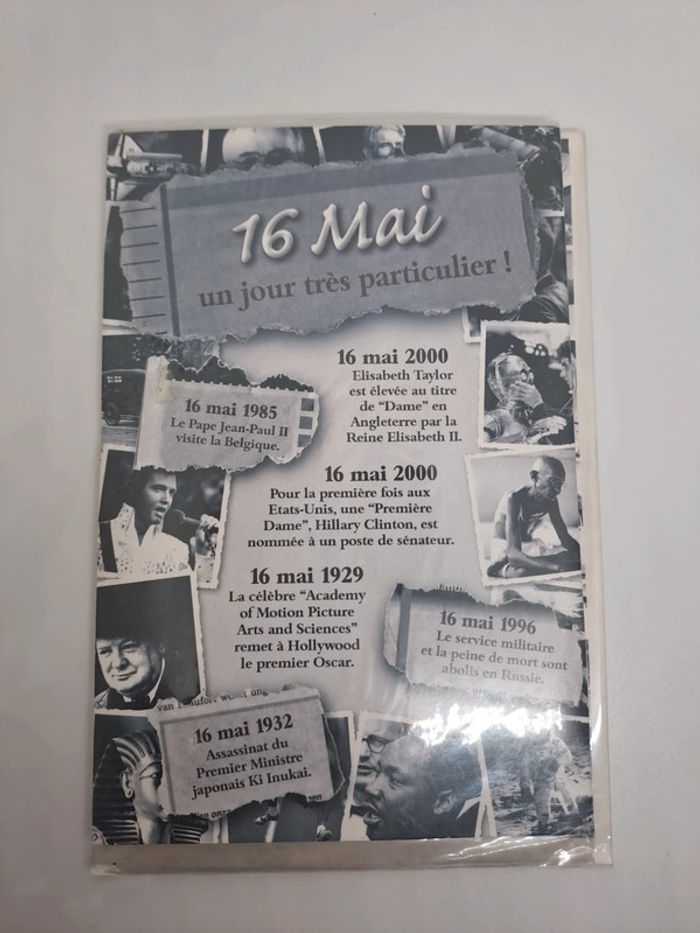 16 Mai
un jour très particulier !
16 mai 2000
Elisabeth Taylor
est élevée au titre
de “Dame” en
Angleterre par la
Reine Elisabeth II.
16 mai 1985
Le Pape Jean-Paul II
visite la Belgique.
16 mai 2000
Pour la première fois aux
Etats-Unis, une “Première
Dame”, Hillary Clinton, est
nommée à un poste de sénateur.
16 mai 1929
La célèbre “Academy
of Motion Picture
Arts and Sciences”
remet à Hollywood
le premier Oscar.
16 mai 1996
Le service militaire
et la peine de mort sont
abolis en Russie.
16 mai 1932
Assassinat du
Premier Ministre
japonais Ki Inukai.